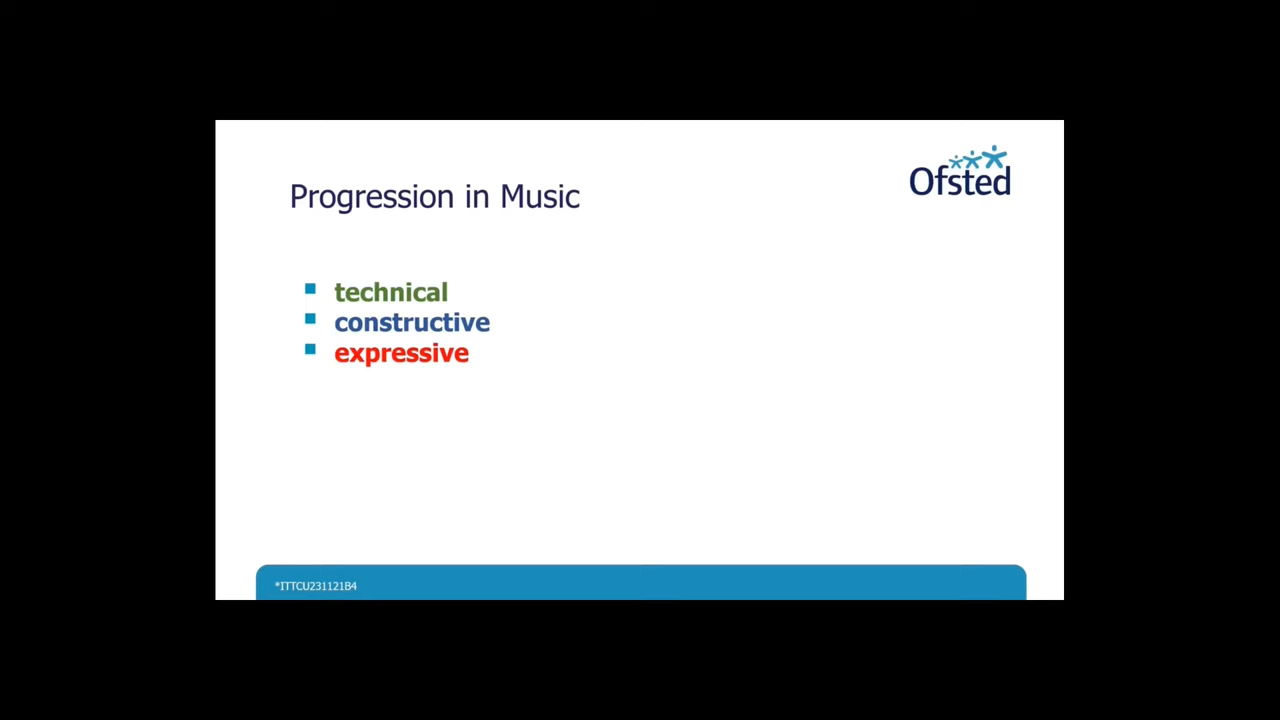 Ofsted
Progression in Music
technical
constructive
expressive
*ITTCU231121B4